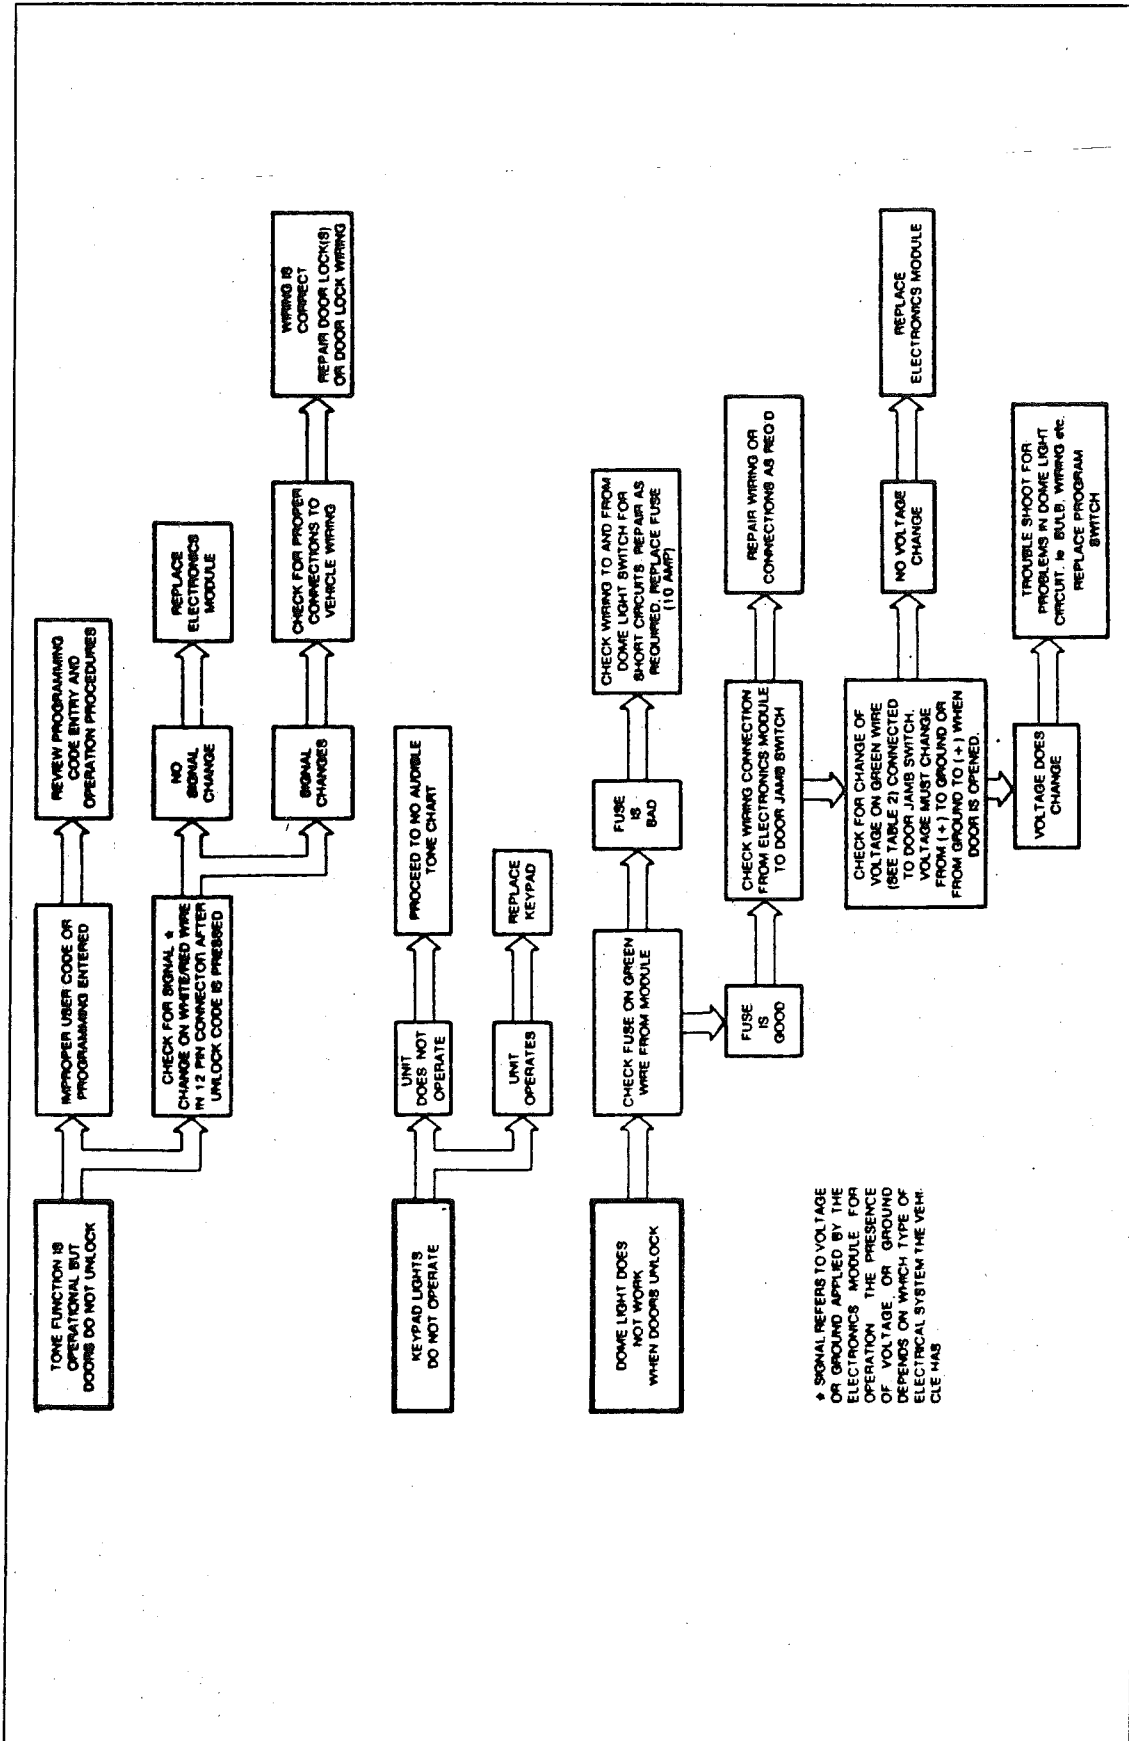 TONE FUNCTION IS
OPERATIONAL BUT
DOORS DO NOT UNLOCK
IMPROPER USER CODE OR
PROGRAMMING ENTERED
REVIEW PROGRAMMING
CODE ENTRY AND
OPERATION PROCEDURES
CHECK FOR SIGNAL *
CHANGE ON WHITE/RED WIRE
IN 12 PIN CONNECTOR AFTER
UNLOCK CODE IS PRESSED
NO
SIGNAL
CHANGE
REPLACE
ELECTRONICS
MODULE
SIGNAL
CHANGES
CHECK FOR PROPER
CONNECTIONS TO
VEHICLE WIRING
WIRING IS
CORRECT
REPAIR DOOR LOCK(S)
OR DOOR LOCK WIRING
KEYPAD LIGHTS
DO NOT OPERATE
UNIT
DOES NOT
OPERATE
PROCEED TO NO AUDIBLE
TONE CHART
UNIT
OPERATES
REPLACE
KEYPAD
DOME LIGHT DOES
NOT WORK
WHEN DOORS UNLOCK
CHECK FUSE ON GREEN
WIRE FROM MODULE
FUSE
IS
BAD
CHECK WIRING TO AND FROM
DOME LIGHT SWITCH FOR
SHORT CIRCUITS. REPAIR AS
REQUIRED. REPLACE FUSE
(10 AMP)
FUSE
IS
GOOD
CHECK WIRING CONNECTION
FROM ELECTRONICS MODULE
TO DOOR JAMB SWITCH
REPAIR WIRING OR
CONNECTIONS AS REQ'D
CHECK FOR CHANGE OF
VOLTAGE ON GREEN WIRE
(SEE TABLE 2) CONNECTED
TO DOOR JAMB SWITCH.
VOLTAGE MUST CHANGE
FROM (+) TO GROUND OR
FROM GROUND TO (+) WHEN
DOOR IS OPENED.
NO VOLTAGE
CHANGE
REPLACE
ELECTRONICS MODULE
VOLTAGE DOES
CHANGE
TROUBLE SHOOT FOR
PROBLEMS IN DOME LIGHT
CIRCUIT. ie BULB, WIRING etc.
REPLACE PROGRAM
SWITCH
* SIGNAL REFERS TO VOLTAGE
OR GROUND APPLIED BY THE
ELECTRONICS MODULE FOR
OPERATION THE PRESENCE
OF VOLTAGE, OR GROUND
DEPENDS ON WHICH TYPE OF
ELECTRICAL SYSTEM THE VEHI-
CLE HAS